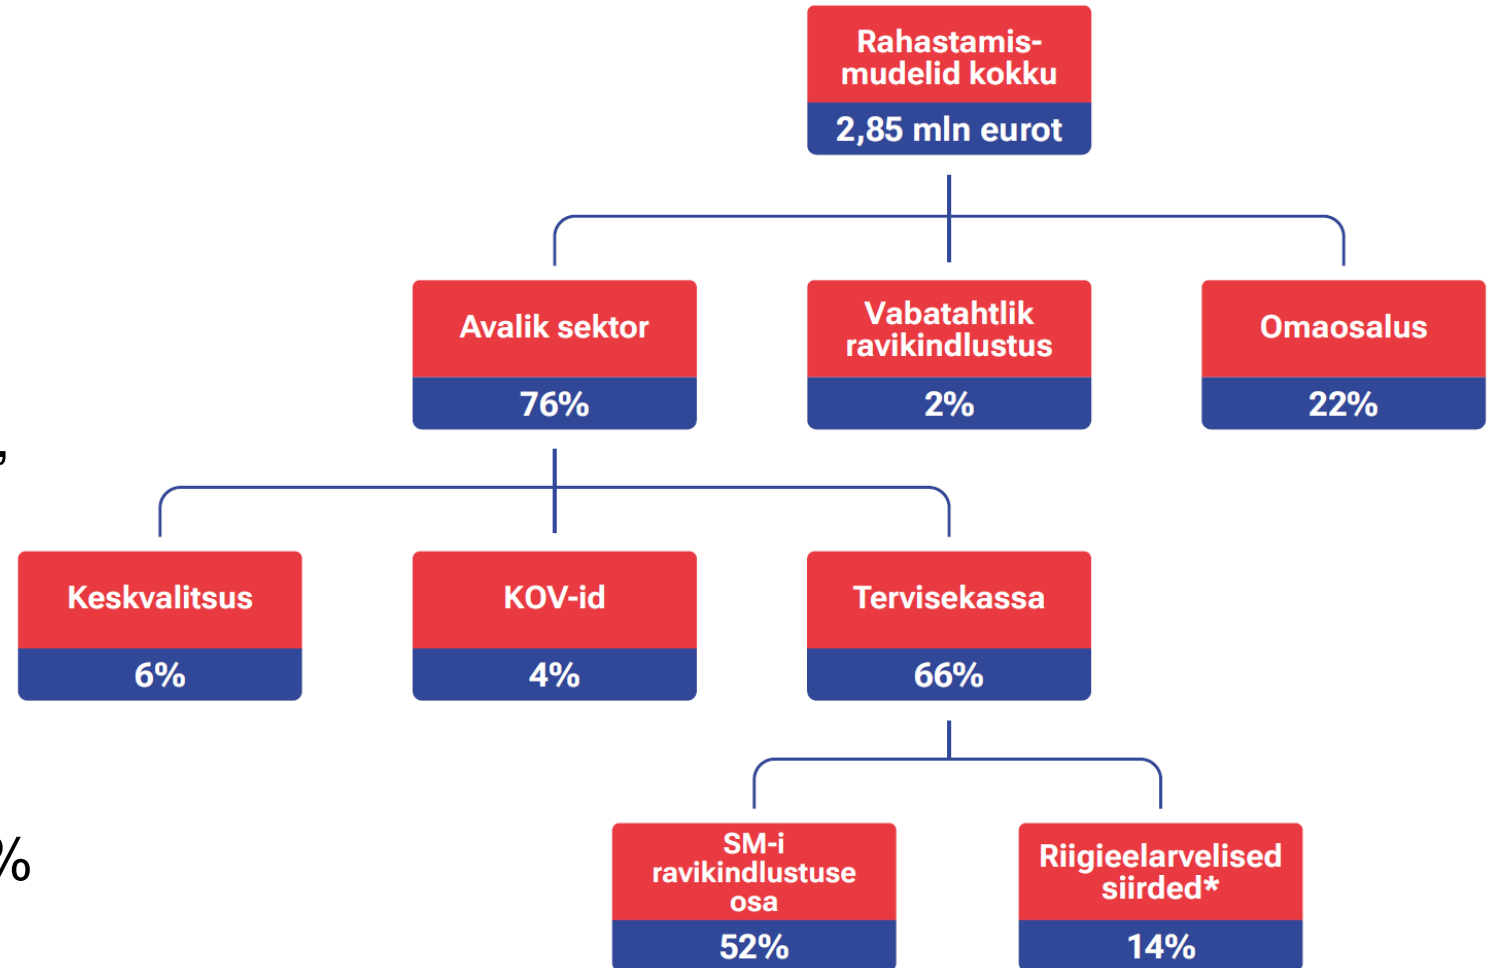 Rahastamis-
mudelid kokku
2,85 mln eurot
Avalik sektor
76%
Vabatahtlik
ravikindlustus
2%
Omaosalus
22%
,
Keskvalitsus
6%
KOV-id
4%
Tervisekassa
66%
%
SM-i
ravikindlustuse
osa
52%
Riigieelarvelised
siirded*
14%